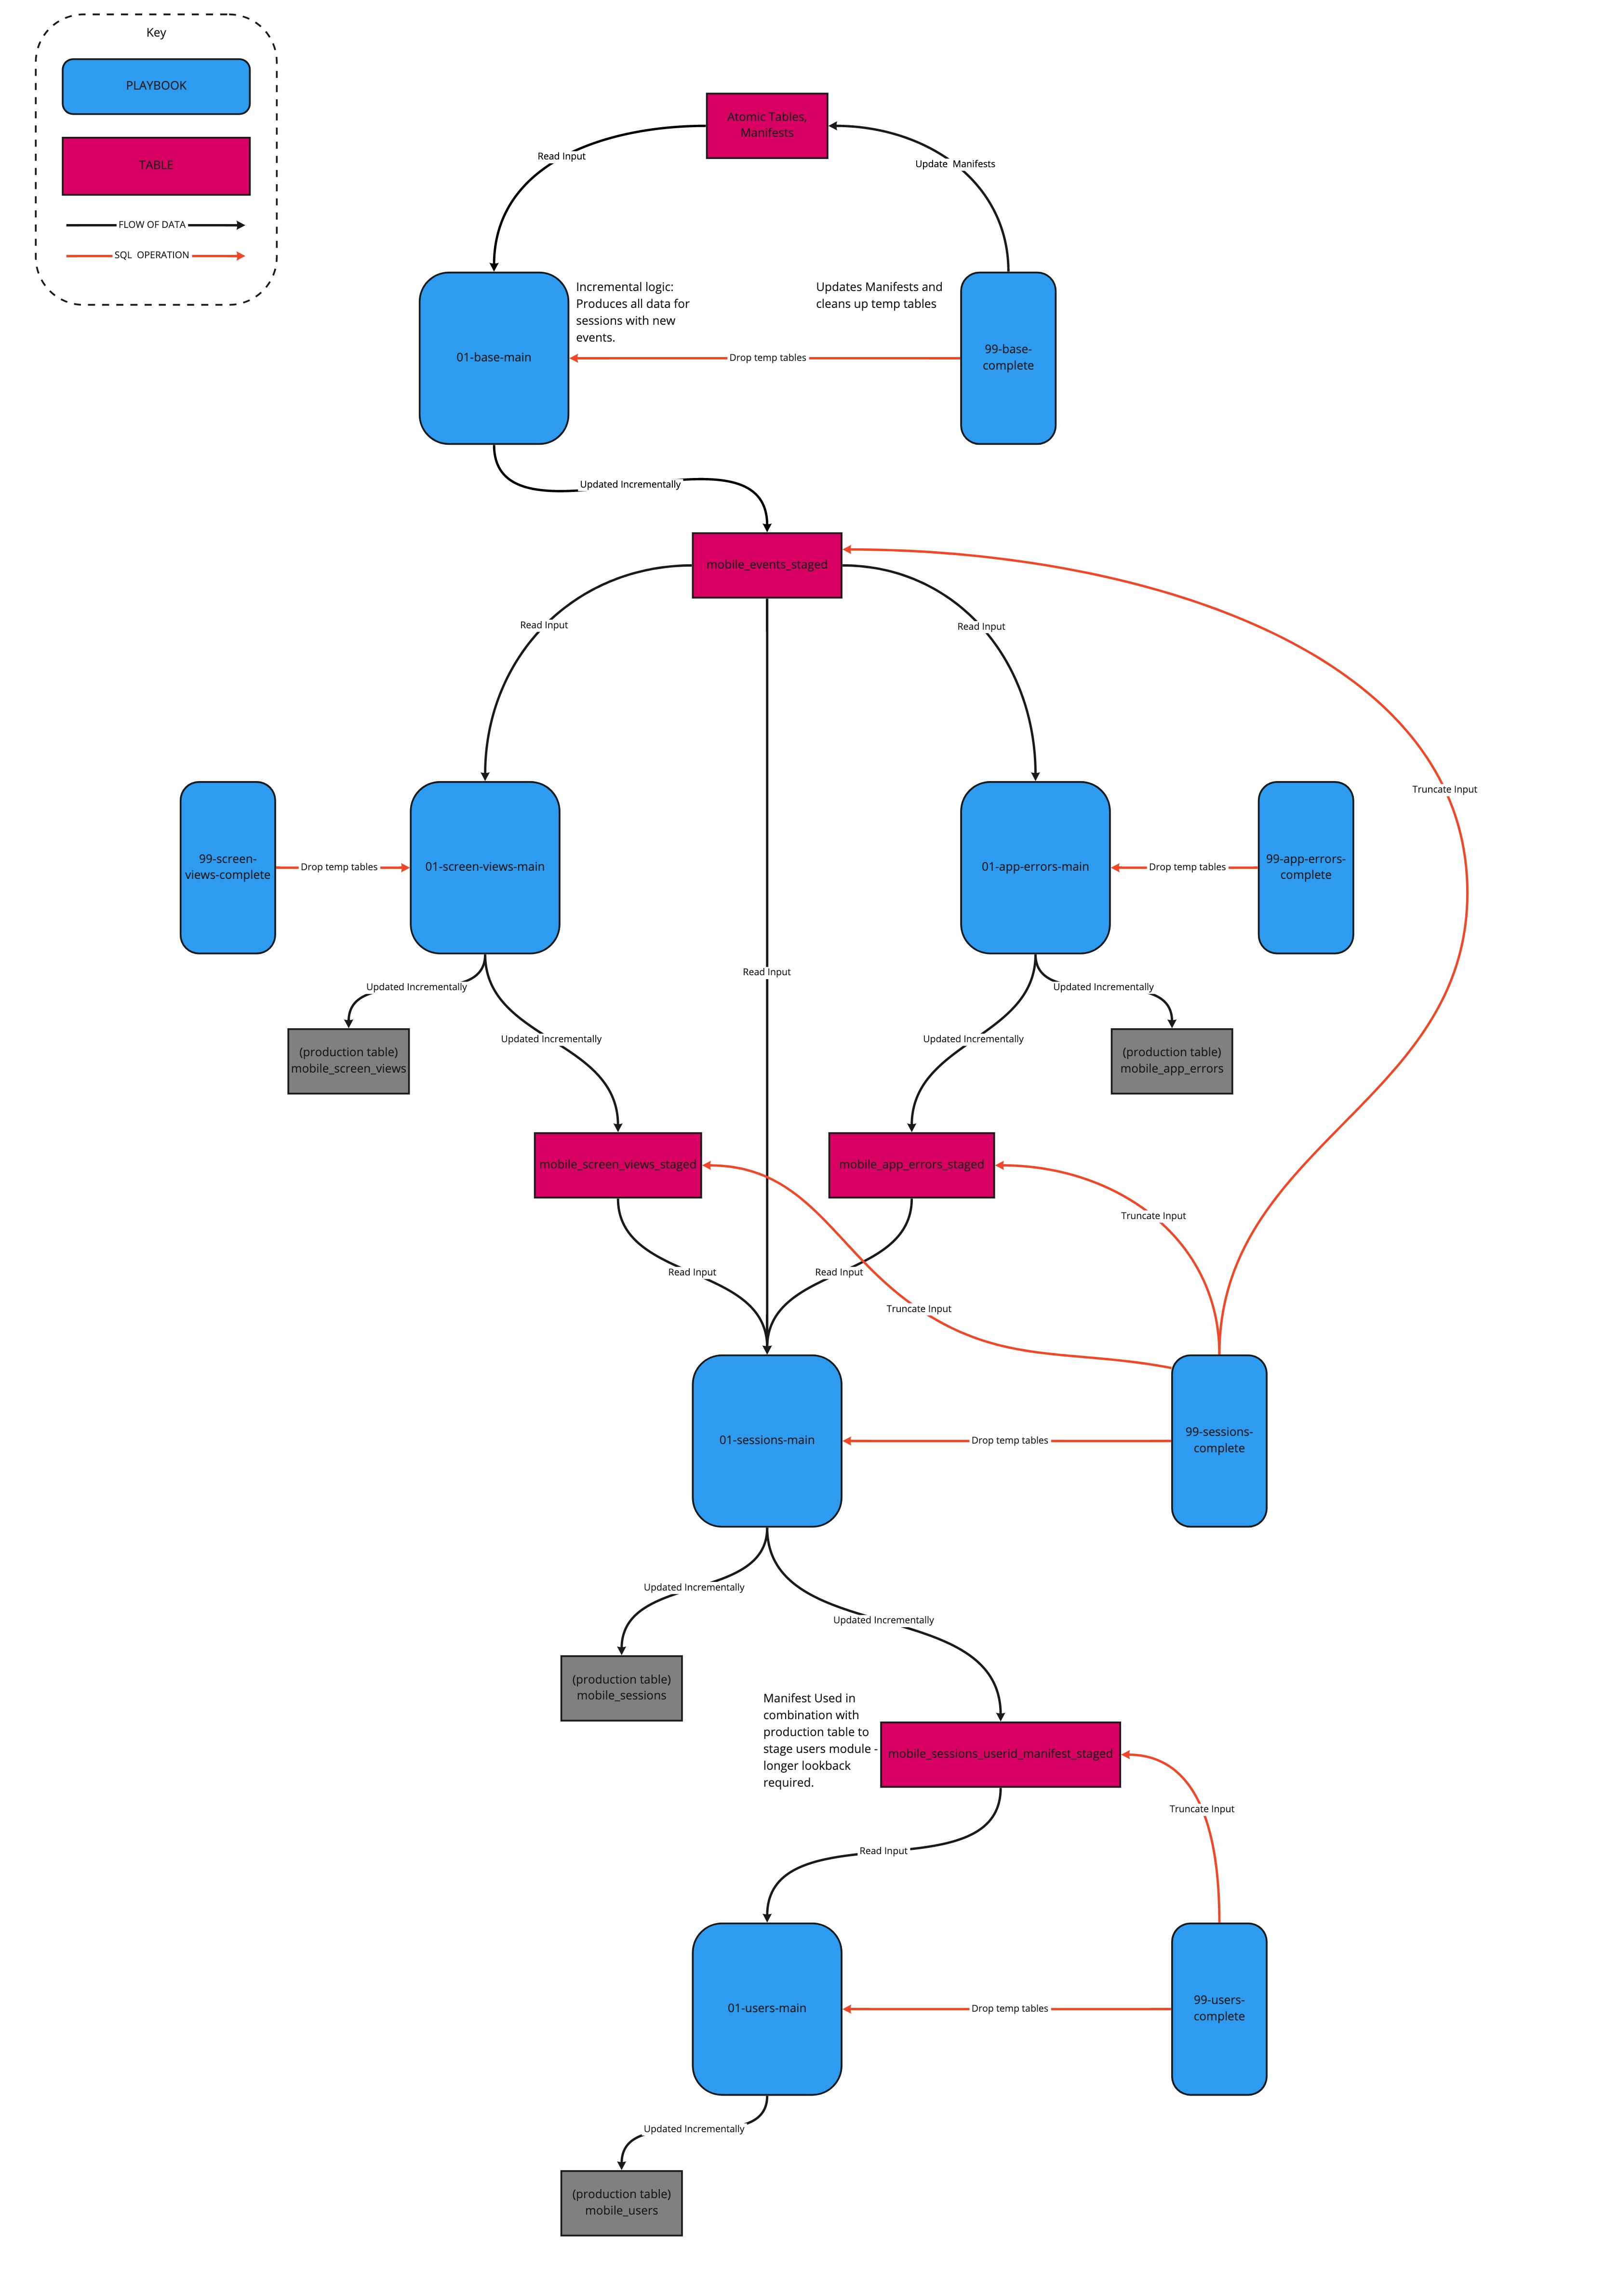 Key
PLAYBOOK
TABLE
FLOW OF DATA
SQL OPERATION
Atomic Tables,
Manifests
Read Input
Update Manifests
01-base-main
Incremental logic:
Produces all data for
sessions with new
events.
Updates Manifests and
cleans up temp tables
Drop temp tables
99-base-
complete
Updated Incrementally
mobile_events_staged
Read Input
Read Input
Truncate Input
99-screen-
views-complete
Drop temp tables
01-screen-views-main
01-app-errors-main
Drop temp tables
99-app-errors-
complete
Read Input
Updated Incrementally
Updated Incrementally
(production table)
mobile_screen_views
Updated Incrementally
Updated Incrementally
(production table)
mobile_app_errors
mobile_screen_views_staged
mobile_app_errors_staged
Truncate Input
Read Input
Read Input
Truncate Input
01-sessions-main
Drop temp tables
99-sessions-
complete
Updated Incrementally
Updated Incrementally
(production table)
mobile_sessions
Manifest Used in
combination with
production table to
stage users module -
longer lookback
required.
mobile_sessions_userid_manifest_staged
Truncate Input
Read Input
01-users-main
Drop temp tables
99-users-
complete
Updated Incrementally
(production table)
mobile_users